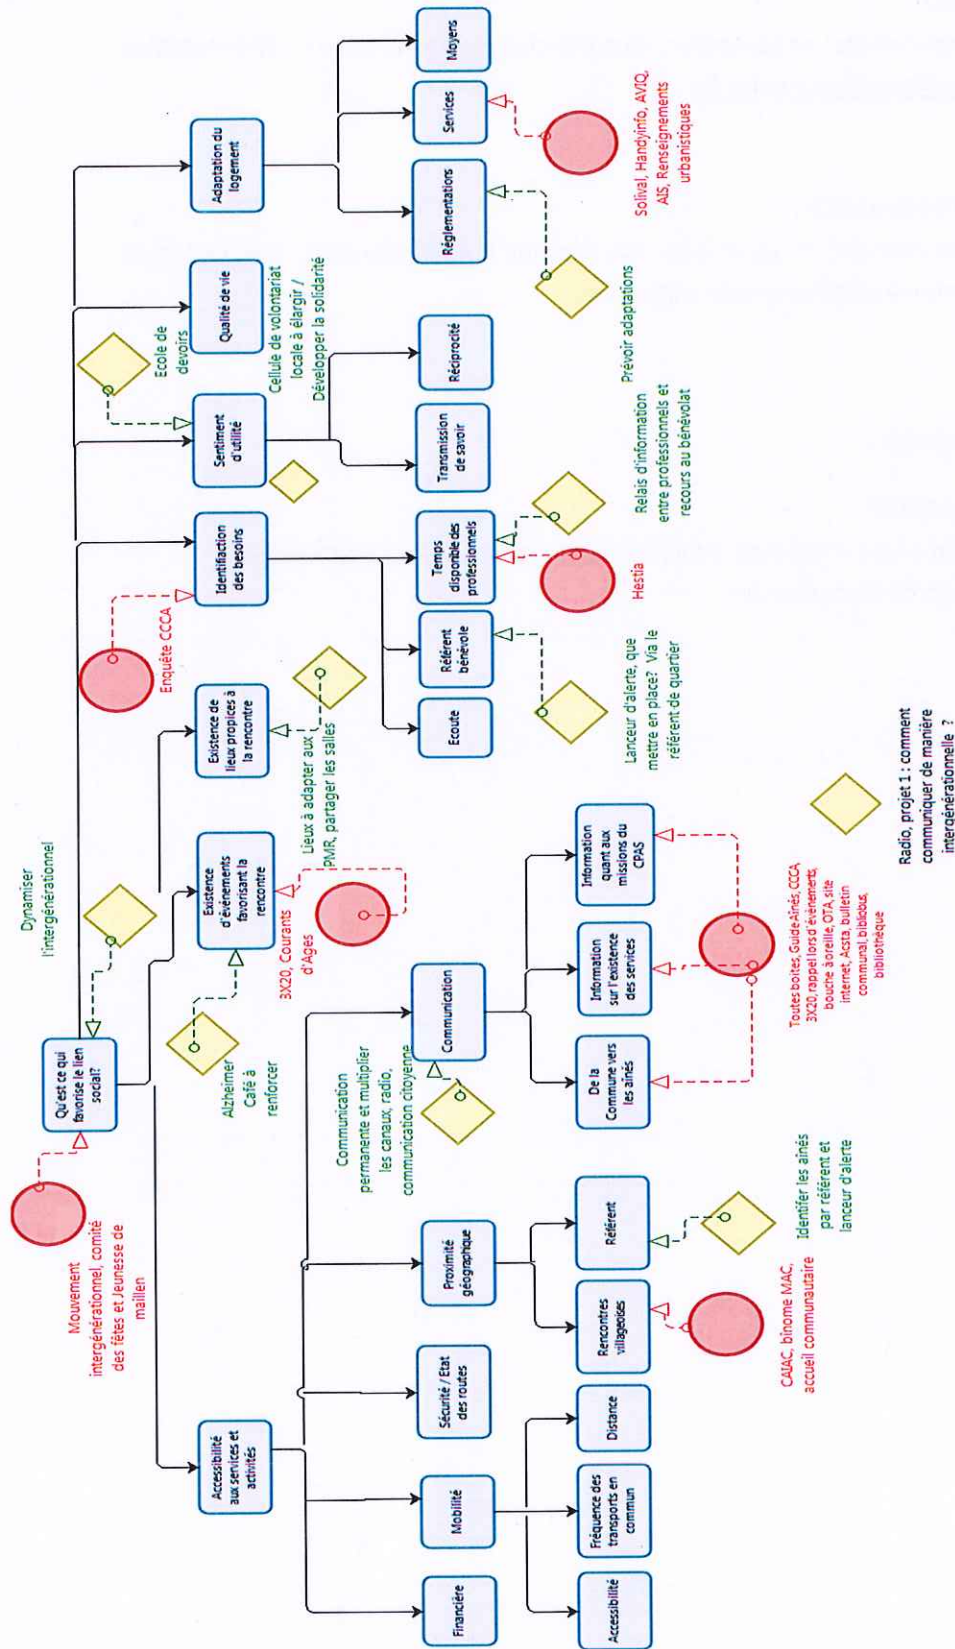 Mouvement
intergénérationnel, comité
des fêtes et Jeunesse de
maillen
Qu'est ce qui
favorise le lien
social?
Dynamiser
l'intergénérationnel
Enquête CCCA
Ecole de
devoirs
Accessibilité
aux services et
activités
Alzheimer
Café à
renforcer
Existence
d'événements
favorisant la
rencontre
3X20, Courants
d'Ages
Existence de
lieux propices à
la rencontre
Lieux à adapter aux
PMR, partager les salles
Identifiaction
des besoins
Sentiment
d'utilité
Cellule de volontariat
locale à élargir /
Développer la solidarité
Qualité de vie
Adaptation du
logement
Financière
Mobilité
Sécurité / Etat
des routes
Proximité
géographique
Communication
permanente et multiplier
les canaux, radio,
communication citoyenne
Communication
Ecoute
Référent
bénévole
Temps
disponible des
professionnels
Transmission
de savoir
Réciprocité
Réglementations
Services
Moyens
Accessibilité
Fréquence des
transports en
commun
Distance
Rencontres
villageoises
Référent
De la
Commune vers
les ainés
Information
sur l'existence
des services
Information
quant aux
missions du
CPAS
Lanceur d'alerte, que
mettre en place? Via le
référent de quartier
Hestia
Relais d'information
entre professionnels et
recours au bénévolat
Prévoir adaptations
Solival, Handyinfo, AVIQ,
AIS, Renseignements
urbanistiques
CAIAC, binome MAC,
accueil communautaire
Identifer les aînés
par référent et
lanceur d'alerte
Toutes boites, Guide Aînés, CCCA
3X20, rappel lors d'évènements,
bouche à oreille, OTA, site
internet, Acsta, bulletin
communal, bibliobus,
bibliothèque
Radio, projet 1 : comment
communiquer de manière
intergénérationnelle ?